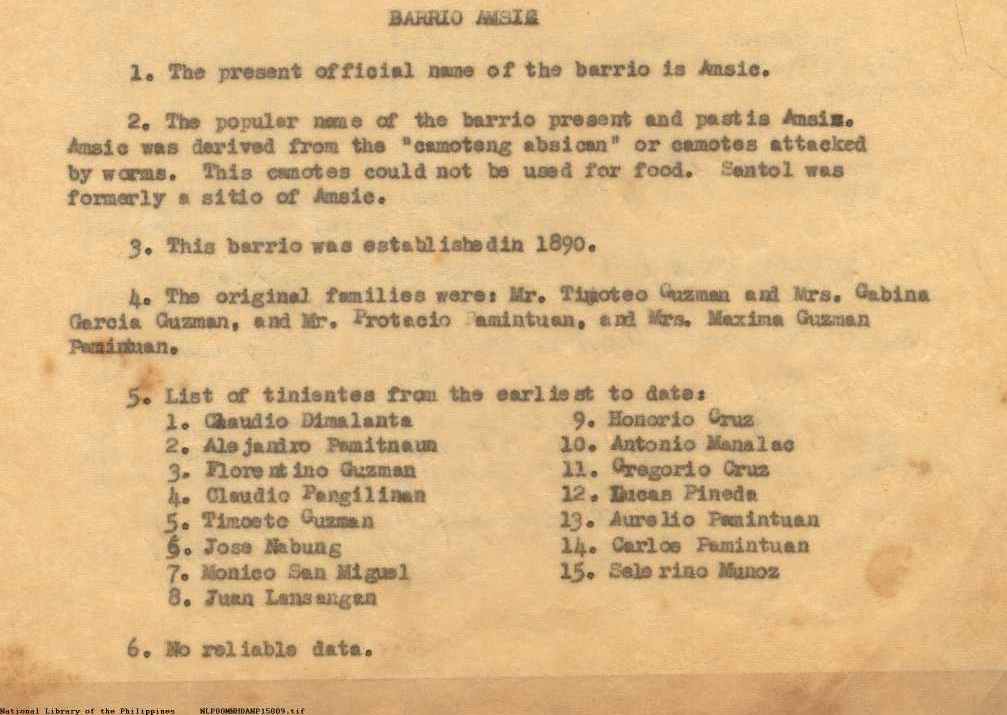 BARRIO AMSIC
1. The present official name of the barrio is Amsic.
2. The popular name of the barrio present and pastis Amsic.
Amsic was derived from the "camoteng absican" or camotes attacked
by worms. This camotes could not be used for food. Santol was
formerly a sitio of Amsic.
3. This barrio was establishedin 1890.
4. The original families were: Mr. Timoteo Guzman and Mrs. Gabina
Garcia Guzman, and Mr. Protacio Pamintuan, and Mrs. Maxima Guzman
Pamintuan.
5. List of tinientes from the earliest to date:
1. Claudio Dimalanta
2. Alejandro Pamitnaun
3. Florentino Guzman
4. Claudio Pangilinan
5. Timoeto Guzman
6. Jose Nabung
7. Monico San Miguel
8. Juan Lansangan
9. Honorio Cruz
10. Antonio Manalac
11. Gregorio Cruz
12. Lucas Pineda
13. Aurelio Pamintuan
14. Carlos Pamintuan
15. Selerino Munoz
6. No reliable data.
National Library of the Philippines